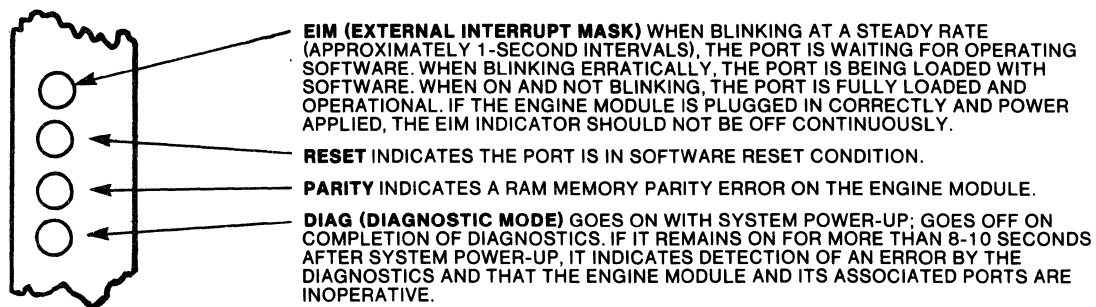 EIM (EXTERNAL INTERRUPT MASK) WHEN BLINKING AT A STEADY RATE
(APPROXIMATELY 1-SECOND INTERVALS), THE PORT IS WAITING FOR OPERATING
SOFTWARE. WHEN BLINKING ERRATICALLY, THE PORT IS BEING LOADED WITH
SOFTWARE. WHEN ON AND NOT BLINKING, THE PORT IS FULLY LOADED AND
OPERATIONAL. IF THE ENGINE MODULE IS PLUGGED IN CORRECTLY AND POWER
APPLIED, THE EIM INDICATOR SHOULD NOT BE OFF CONTINUOUSLY.
RESET INDICATES THE PORT IS IN SOFTWARE RESET CONDITION.
PARITY INDICATES A RAM MEMORY PARITY ERROR ON THE ENGINE MODULE.
DIAG (DIAGNOSTIC MODE) GOES ON WITH SYSTEM POWER-UP; GOES OFF ON
COMPLETION OF DIAGNOSTICS. IF IT REMAINS ON FOR MORE THAN 8-10 SECONDS
AFTER SYSTEM POWER-UP, IT INDICATES DETECTION OF AN ERROR BY THE
DIAGNOSTICS AND THAT THE ENGINE MODULE AND ITS ASSOCIATED PORTS ARE
INOPERATIVE.